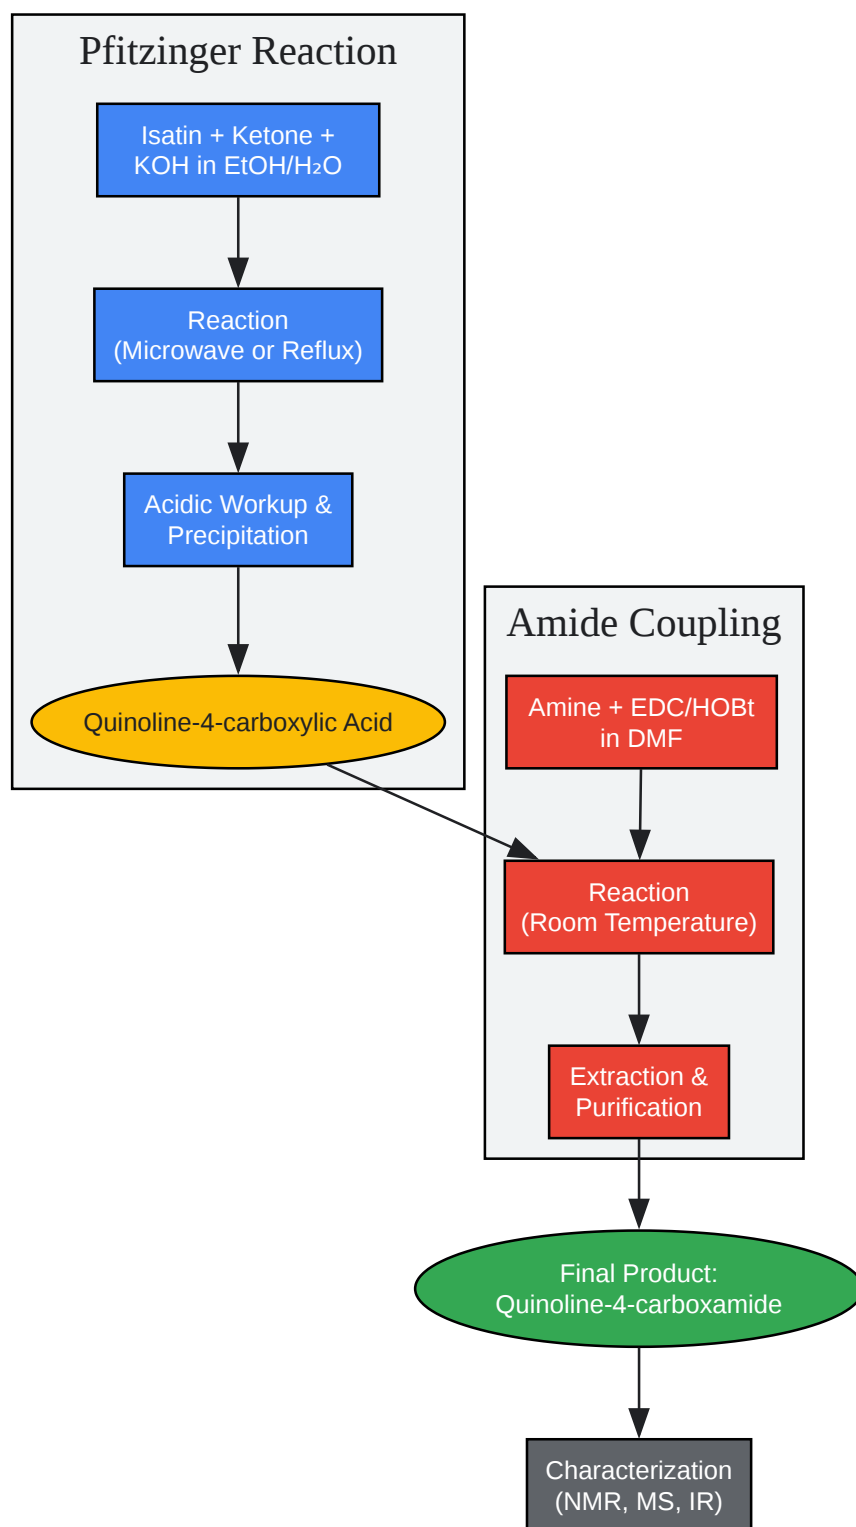 Pfitzinger Reaction
Isatin + Ketone +
KOH in EtOH/H₂O
Reaction
(Microwave or Reflux)
Acidic Workup &
Precipitation
Quinoline-4-carboxylic Acid
Amide Coupling
Amine + EDC/HOBt
in DMF
Reaction
(Room Temperature)
Extraction &
Purification
Final Product:
Quinoline-4-carboxamide
Characterization
(NMR, MS, IR)